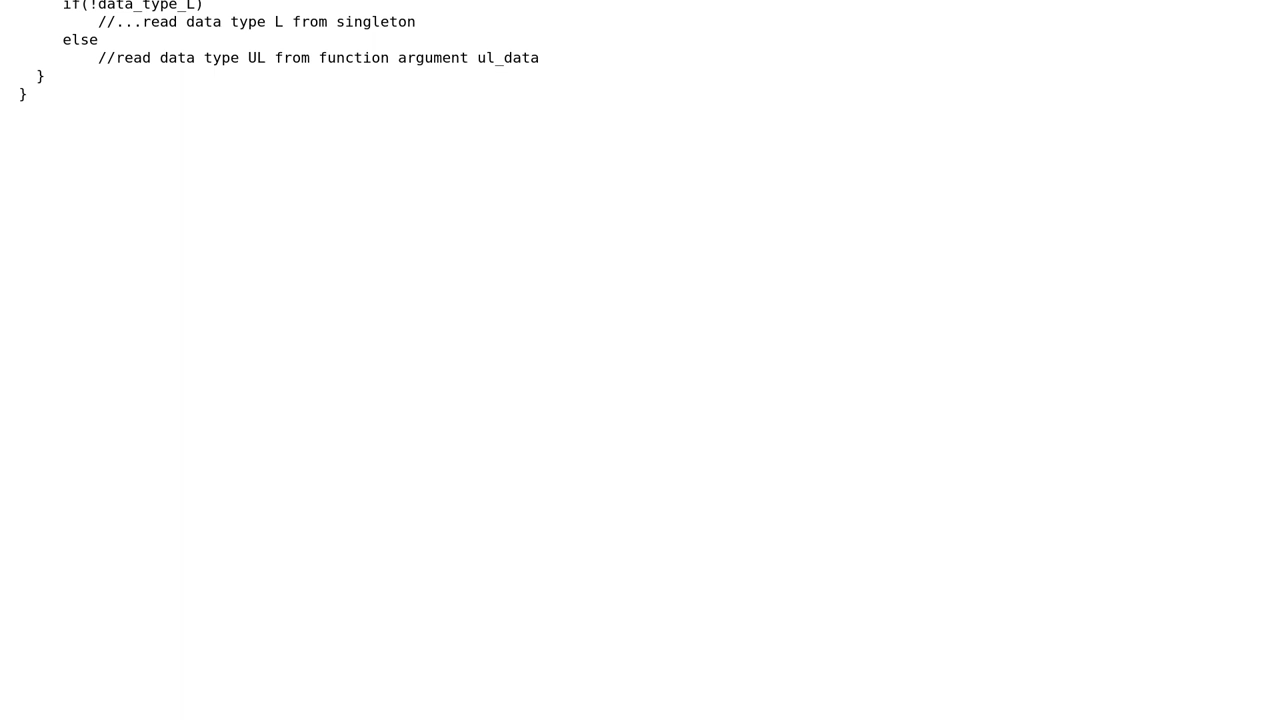 if(!data_type_L)
//...read data type L from singleton
else
//read data type UL from function argument ul_data
}
}